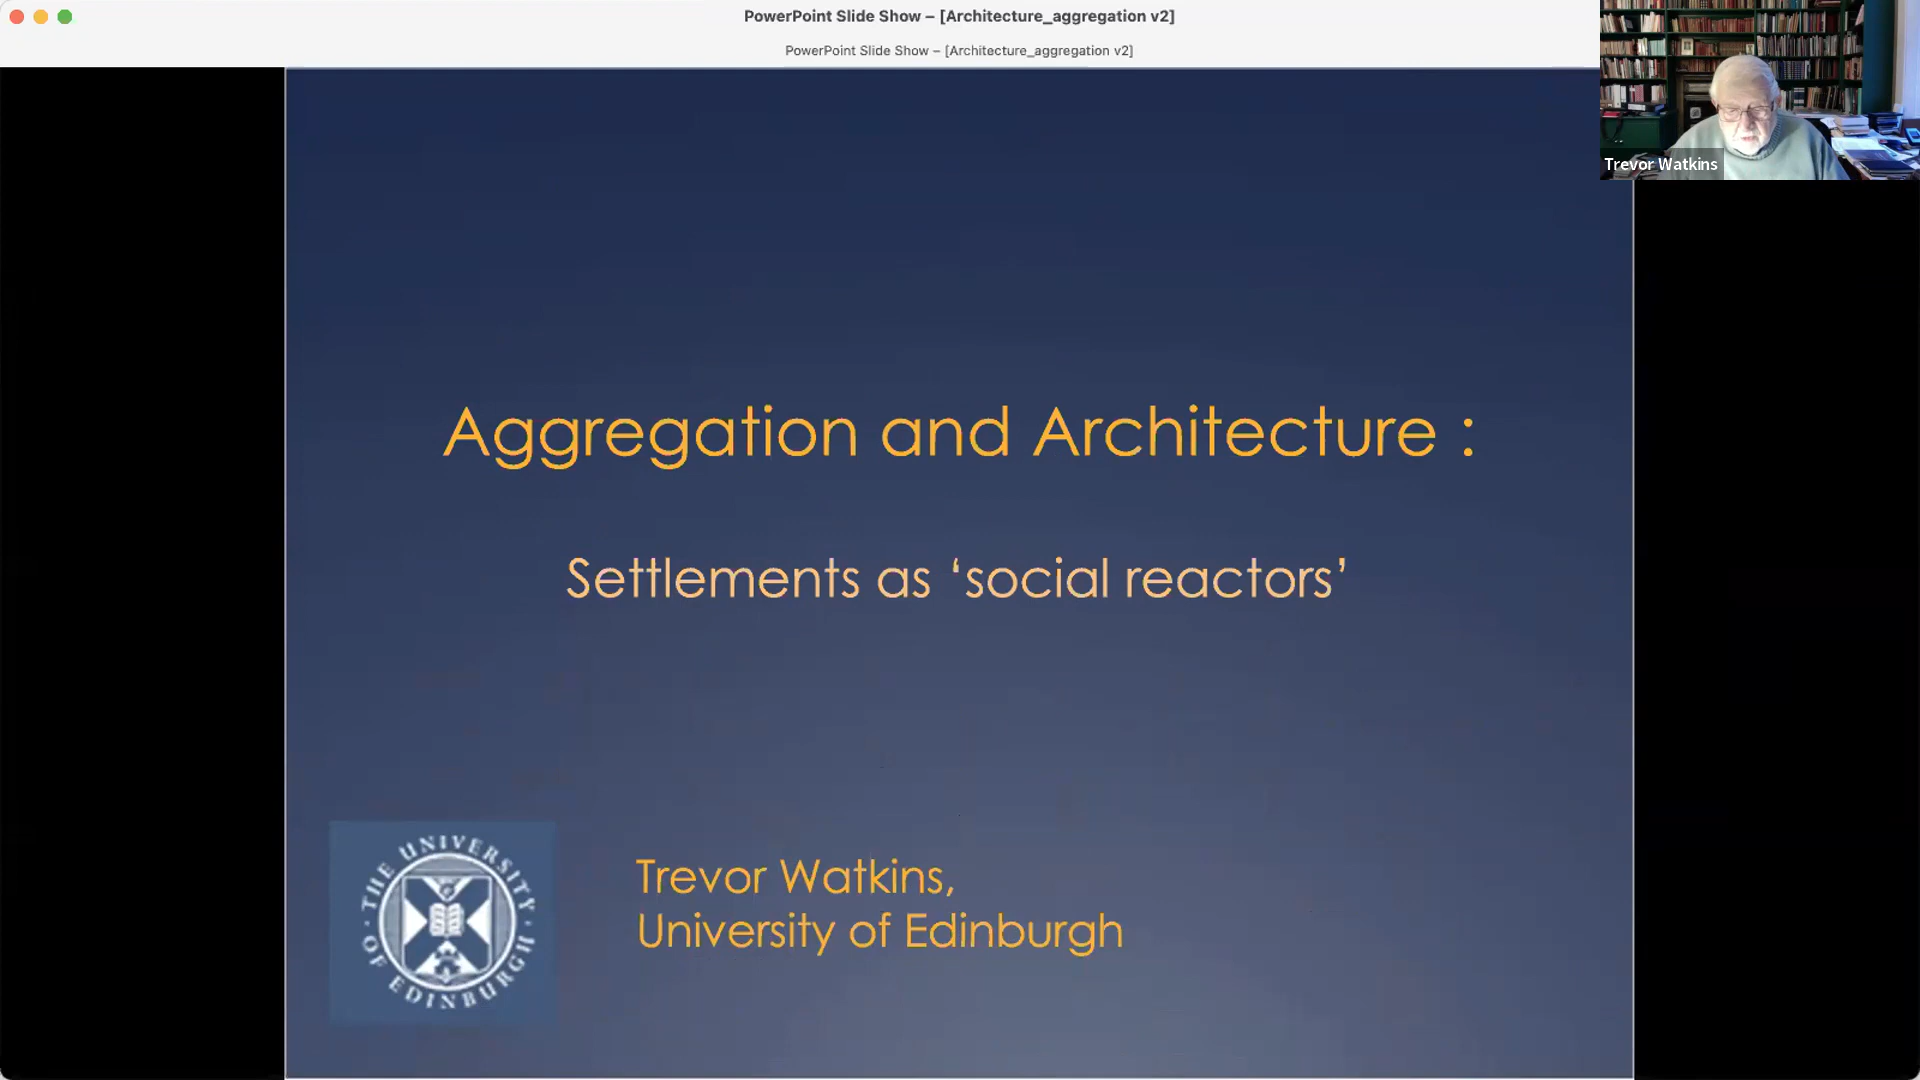 PowerPoint Slide Show – [Architecture_aggregation v2]
PowerPoint Slide Show – [Architecture_aggregation v2]
Trevor Watkins
Aggregation and Architecture :
Settlements as ‘social reactors’
THE UNIVERSITY OF EDINBURGH
Trevor Watkins,
University of Edinburgh